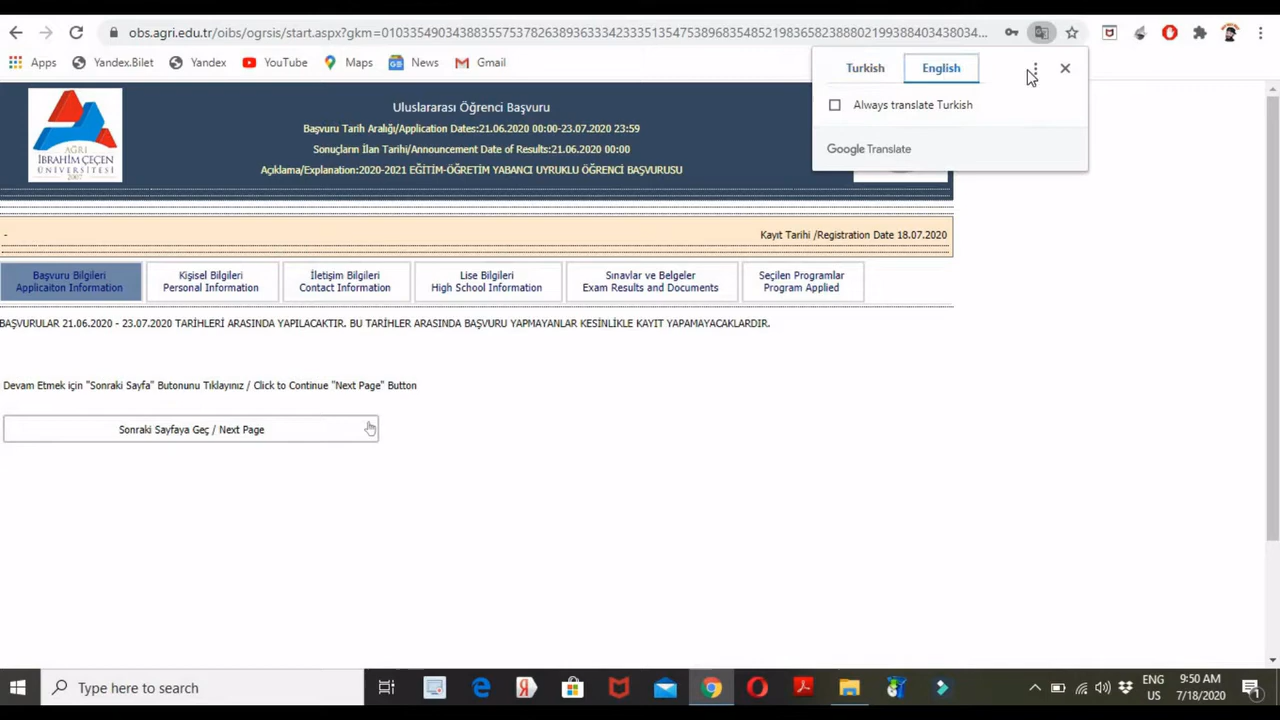 obs.agri.edu.tr/oibs/ogrsis/start.aspx?gkm=
Apps
Yandex.Bilet
Yandex
YouTube
Maps
News
Gmail
Turkish
English
Always translate Turkish
Google Translate
AĞRI
İBRAHİM ÇEÇEN
ÜNİVERSİTESİ
2007
Uluslararası Öğrenci Başvuru
Başvuru Tarih Aralığı/Application Dates:21.06.2020 00:00-23.07.2020 23:59
Sonuçların İlan Tarihi/Announcement Date of Results:21.06.2020 00:00
Açıklama/Explanation:2020-2021 EĞİTİM-ÖĞRETİM YABANCI UYRUKLU ÖĞRENCİ BAŞVURUSU
-
Kayıt Tarihi /Registration Date 18.07.2020
Başvuru Bilgileri
Applicaiton Information
Kişisel Bilgileri
Personal Information
İletişim Bilgileri
Contact Information
Lise Bilgileri
High School Information
Sınavlar ve Belgeler
Exam Results and Documents
Seçilen Programlar
Program Applied
BAŞVURULAR 21.06.2020 - 23.07.2020 TARİHLERİ ARASINDA YAPILACAKTIR. BU TARİHLER ARASINDA BAŞVURU YAPMAYANLAR KESİNLİKLE KAYIT YAPAMAYACAKLARDIR.
Devam Etmek için "Sonraki Sayfa" Butonunu Tıklayınız / Click to Continue "Next Page" Button
Sonraki Sayfaya Geç / Next Page
Type here to search
ENG
US
9:50 AM
7/18/2020
1